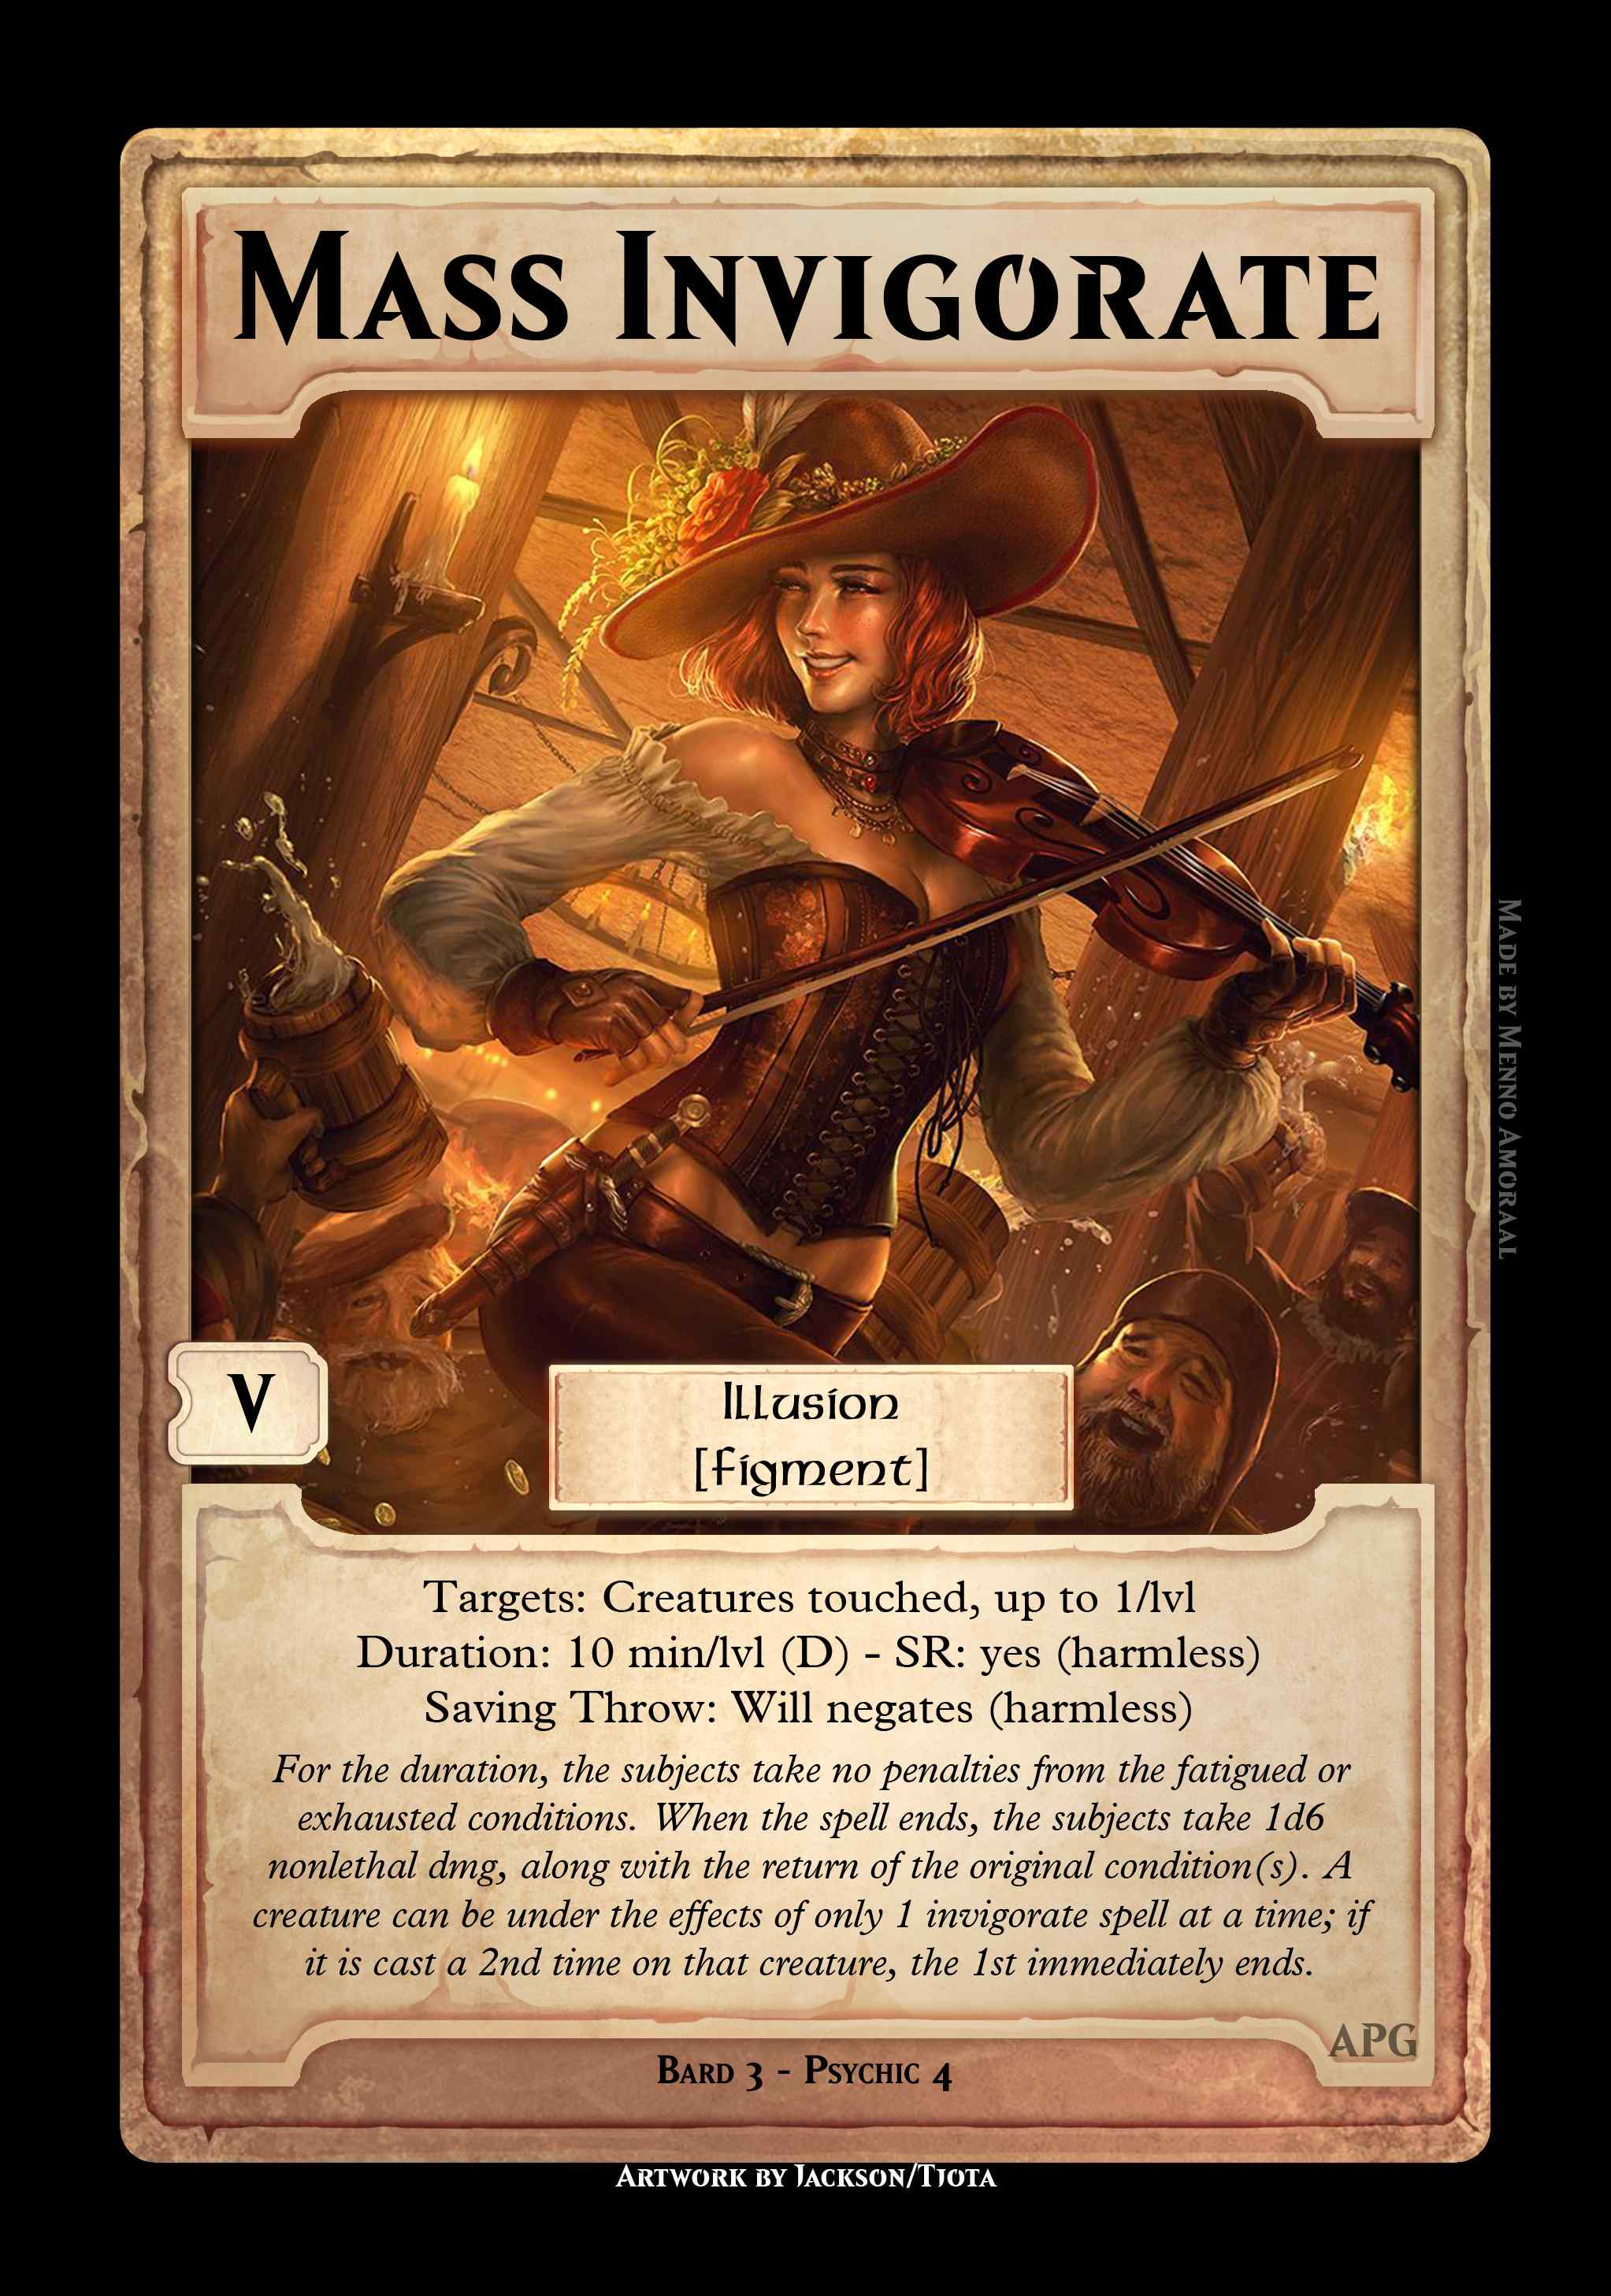 Mass Invigorate
V
Illusion
[Figment]
Targets: Creatures touched, up to 1/lvl
Duration: 10 min/lvl (D) - SR: yes (harmless)
Saving Throw: Will negates (harmless)
For the duration, the subjects take no penalties from the fatigued or
exhausted conditions. When the spell ends, the subjects take 1d6
nonlethal dmg, along with the return of the original condition(s). A
creature can be under the effects of only 1 invigorate spell at a time; if
it is cast a 2nd time on that creature, the 1st immediately ends.
APG
Bard 3 - Psychic 4
Artwork by Jackson/Tjota
Made by Menno Amoraal